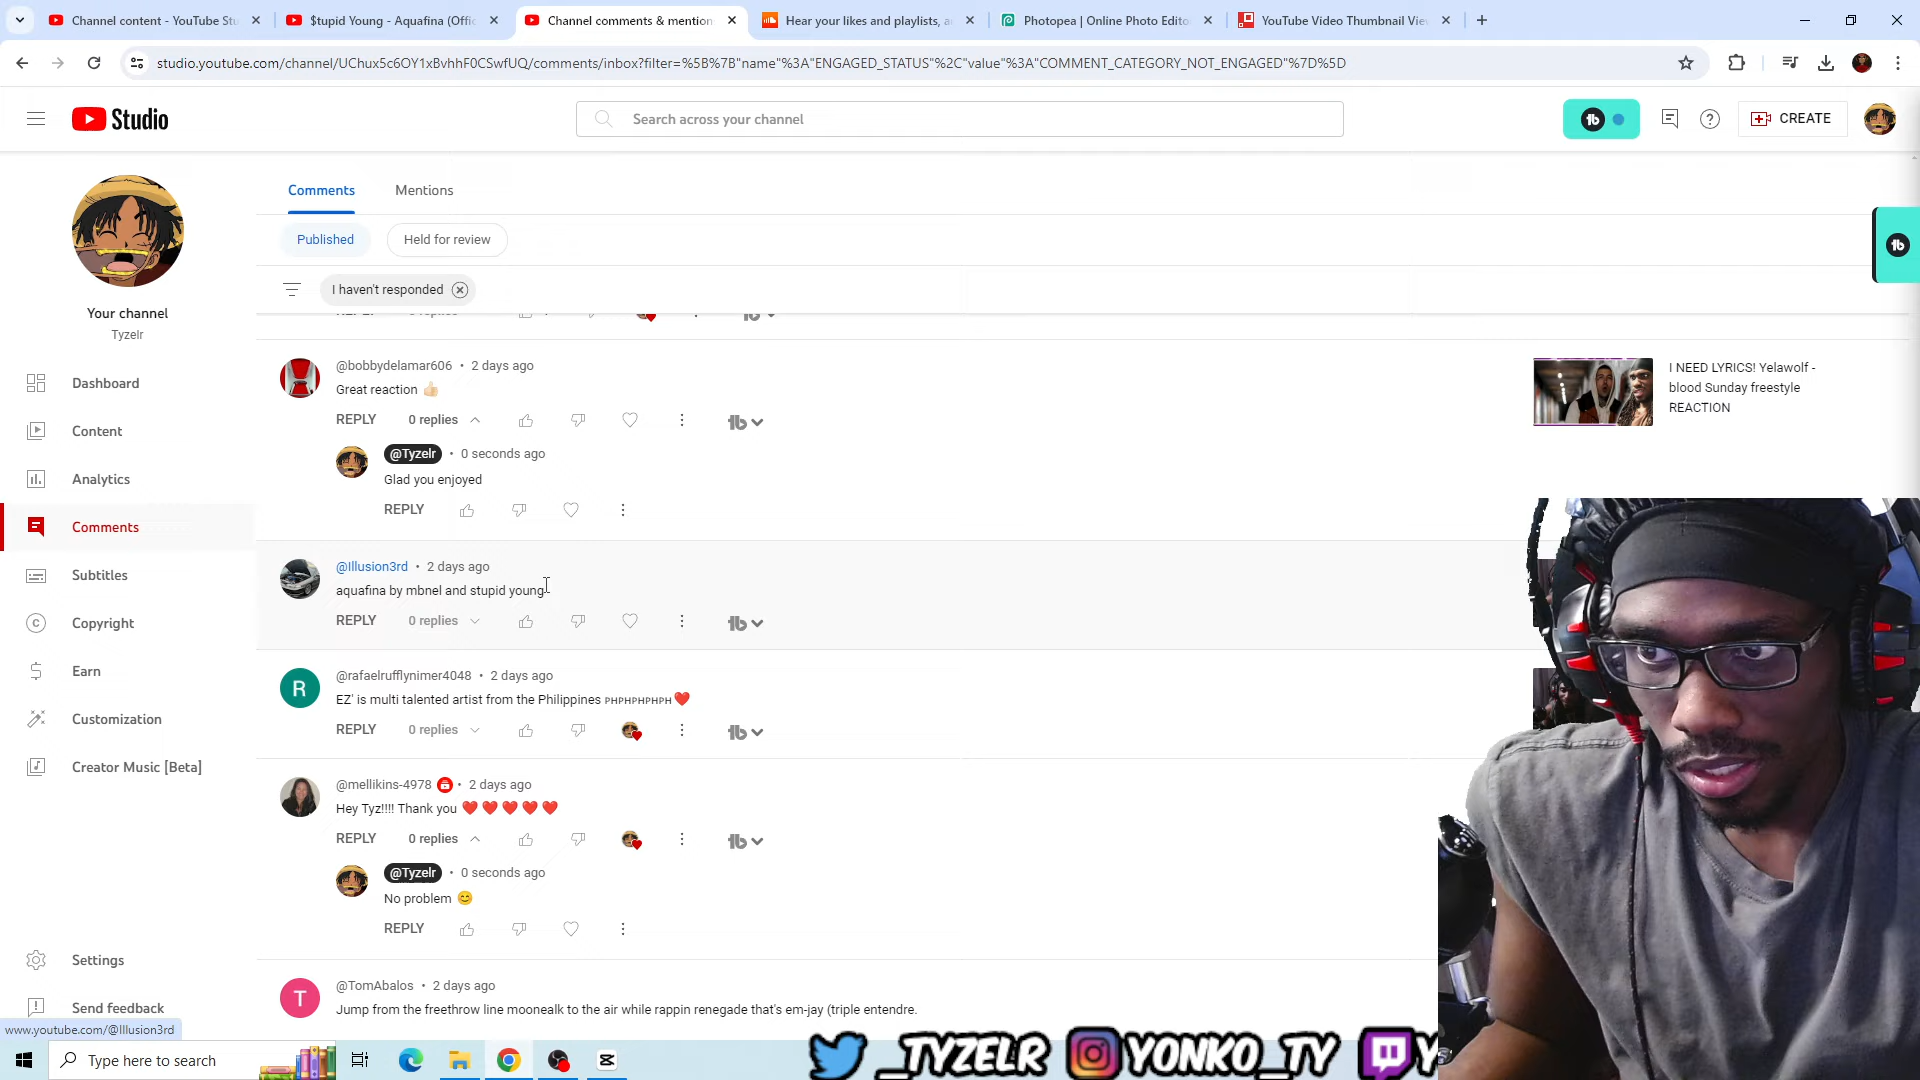 Channel content - YouTube Stu
$tupid Young - Aquafina (Offic
Channel comments & mention
Hear your likes and playlists, a
Photopea | Online Photo Edito
YouTube Video Thumbnail Vie
studio.youtube.com/channel/UChux5c6OY1xBvhhF0CSwfUQ/comments/inbox?filter=%5B%7B"name"%3A"ENGAGED_STATUS"%2C"value"%3A"COMMENT_CATEGORY_NOT_ENGAGED"%7D%5D
Studio
Search across your channel
CREATE
Your channel
Tyzelr
Dashboard
Content
Analytics
Comments
Subtitles
Copyright
Earn
Customization
Creator Music [Beta]
Settings
Send feedback
www.youtube.com/@Illusion3rd
Comments Mentions
Published Held for review
I haven't responded
@bobbydelamar606 • 2 days ago
Great reaction 👍🏻
REPLY 0 replies
@Tyzelr • 0 seconds ago
Glad you enjoyed
REPLY
I NEED LYRICS! Yelawolf -
blood Sunday freestyle
REACTION
@Illusion3rd • 2 days ago
aquafina by mbnel and stupid young
REPLY 0 replies
@rafaelrufflynimer4048 • 2 days ago
EZ' is multi talented artist from the Philippines ᴘʜᴘʜᴘʜᴘʜᴘʜ❤️
REPLY 0 replies
@mellikins-4978 • 2 days ago
Hey Tyz!!!! Thank you ❤️ ❤️ ❤️ ❤️ ❤️
REPLY 0 replies
@Tyzelr • 0 seconds ago
No problem 😊
REPLY
@TomAbalos • 2 days ago
Jump from the freethrow line moonealk to the air while rappin renegade that's em-jay (triple entendre.
Type here to search
_TYZELR YONKO_TY Y